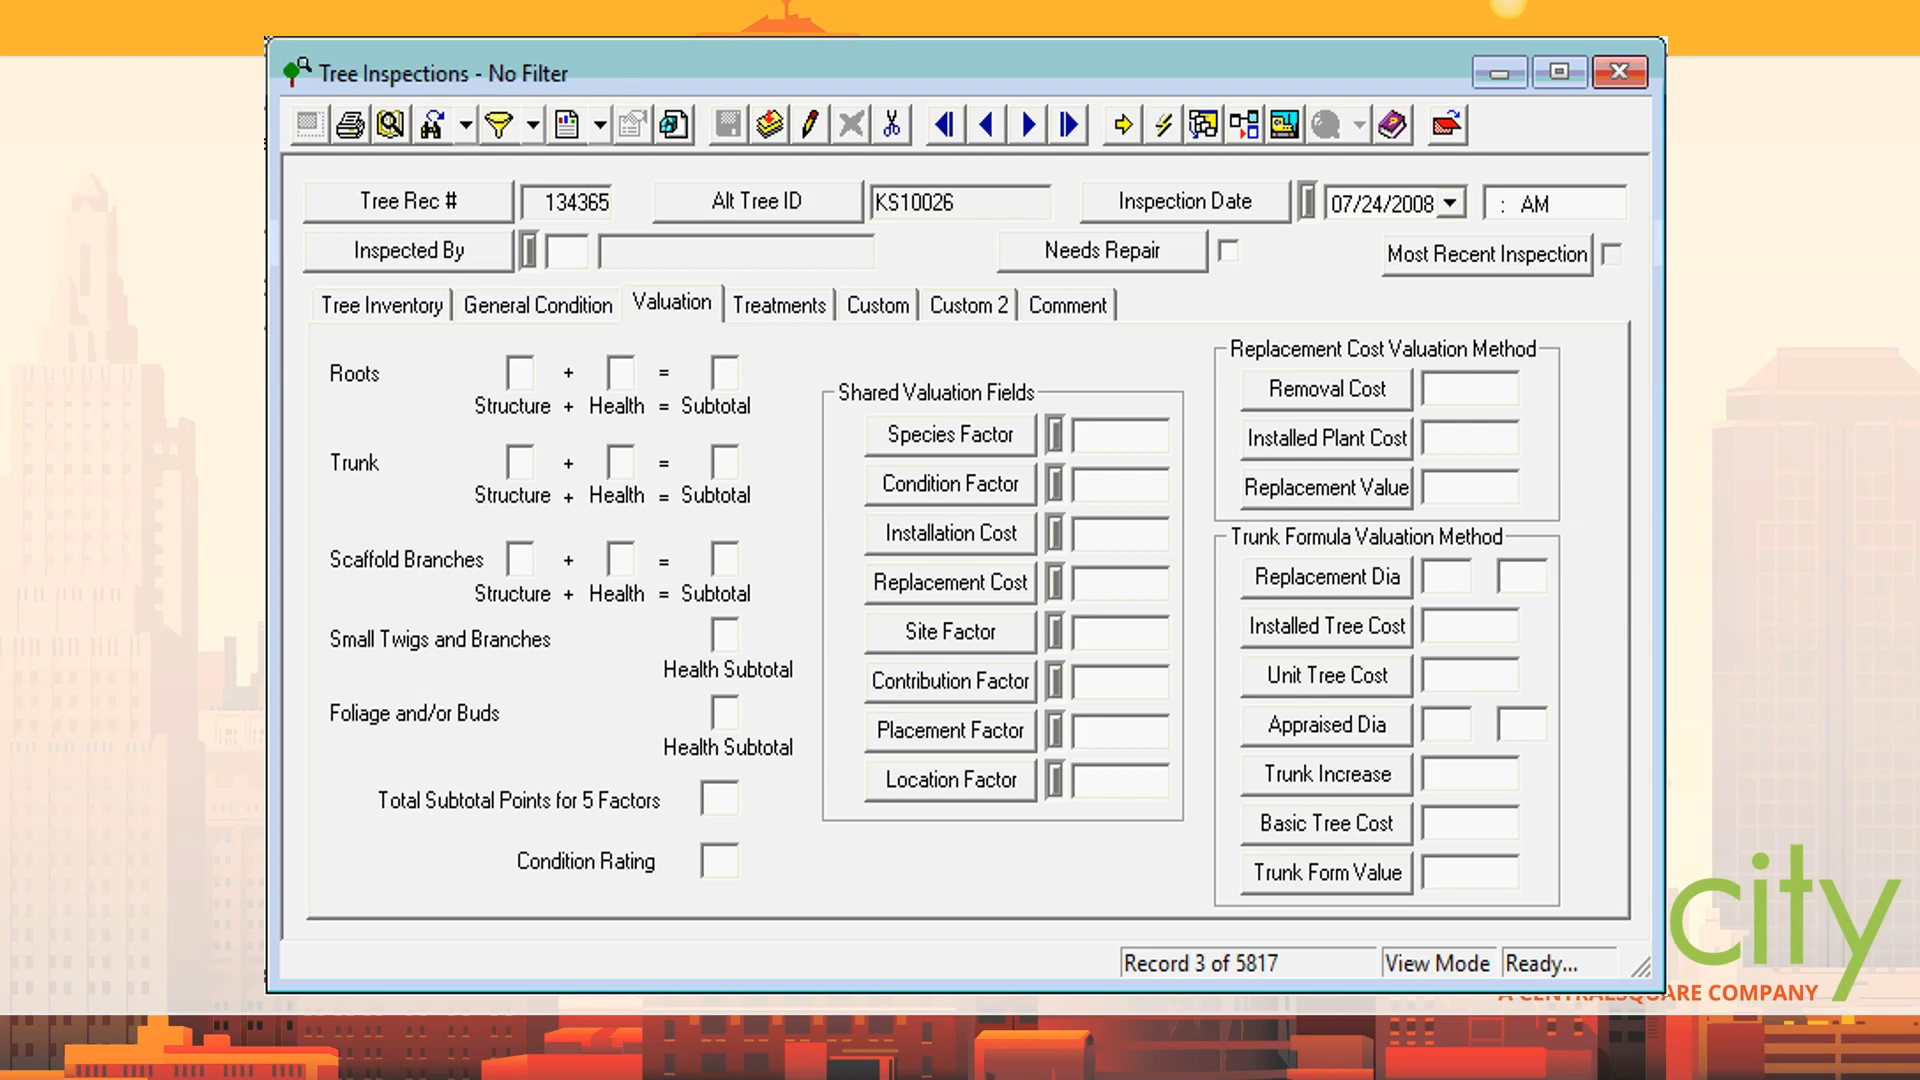 Tree Inspections - No Filter
Tree Rec #
134365
Alt Tree ID
KS10026
Inspection Date
07/24/2008
: AM
Inspected By
Needs Repair
Most Recent Inspection
Tree Inventory
General Condition
Valuation
Treatments
Custom
Custom 2
Comment
Roots
+ =
Structure + Health = Subtotal
Trunk
+ =
Structure + Health = Subtotal
Scaffold Branches
+ =
Structure + Health = Subtotal
Small Twigs and Branches
Health Subtotal
Foliage and/or Buds
Health Subtotal
Total Subtotal Points for 5 Factors
Condition Rating
Shared Valuation Fields
Species Factor
Condition Factor
Installation Cost
Replacement Cost
Site Factor
Contribution Factor
Placement Factor
Location Factor
Replacement Cost Valuation Method
Removal Cost
Installed Plant Cost
Replacement Value
Trunk Formula Valuation Method
Replacement Dia
Installed Tree Cost
Unit Tree Cost
Appraised Dia
Trunk Increase
Basic Tree Cost
Trunk Form Value
Record 3 of 5817
View Mode
Ready...
city
A CENTRALSQUARE COMPANY